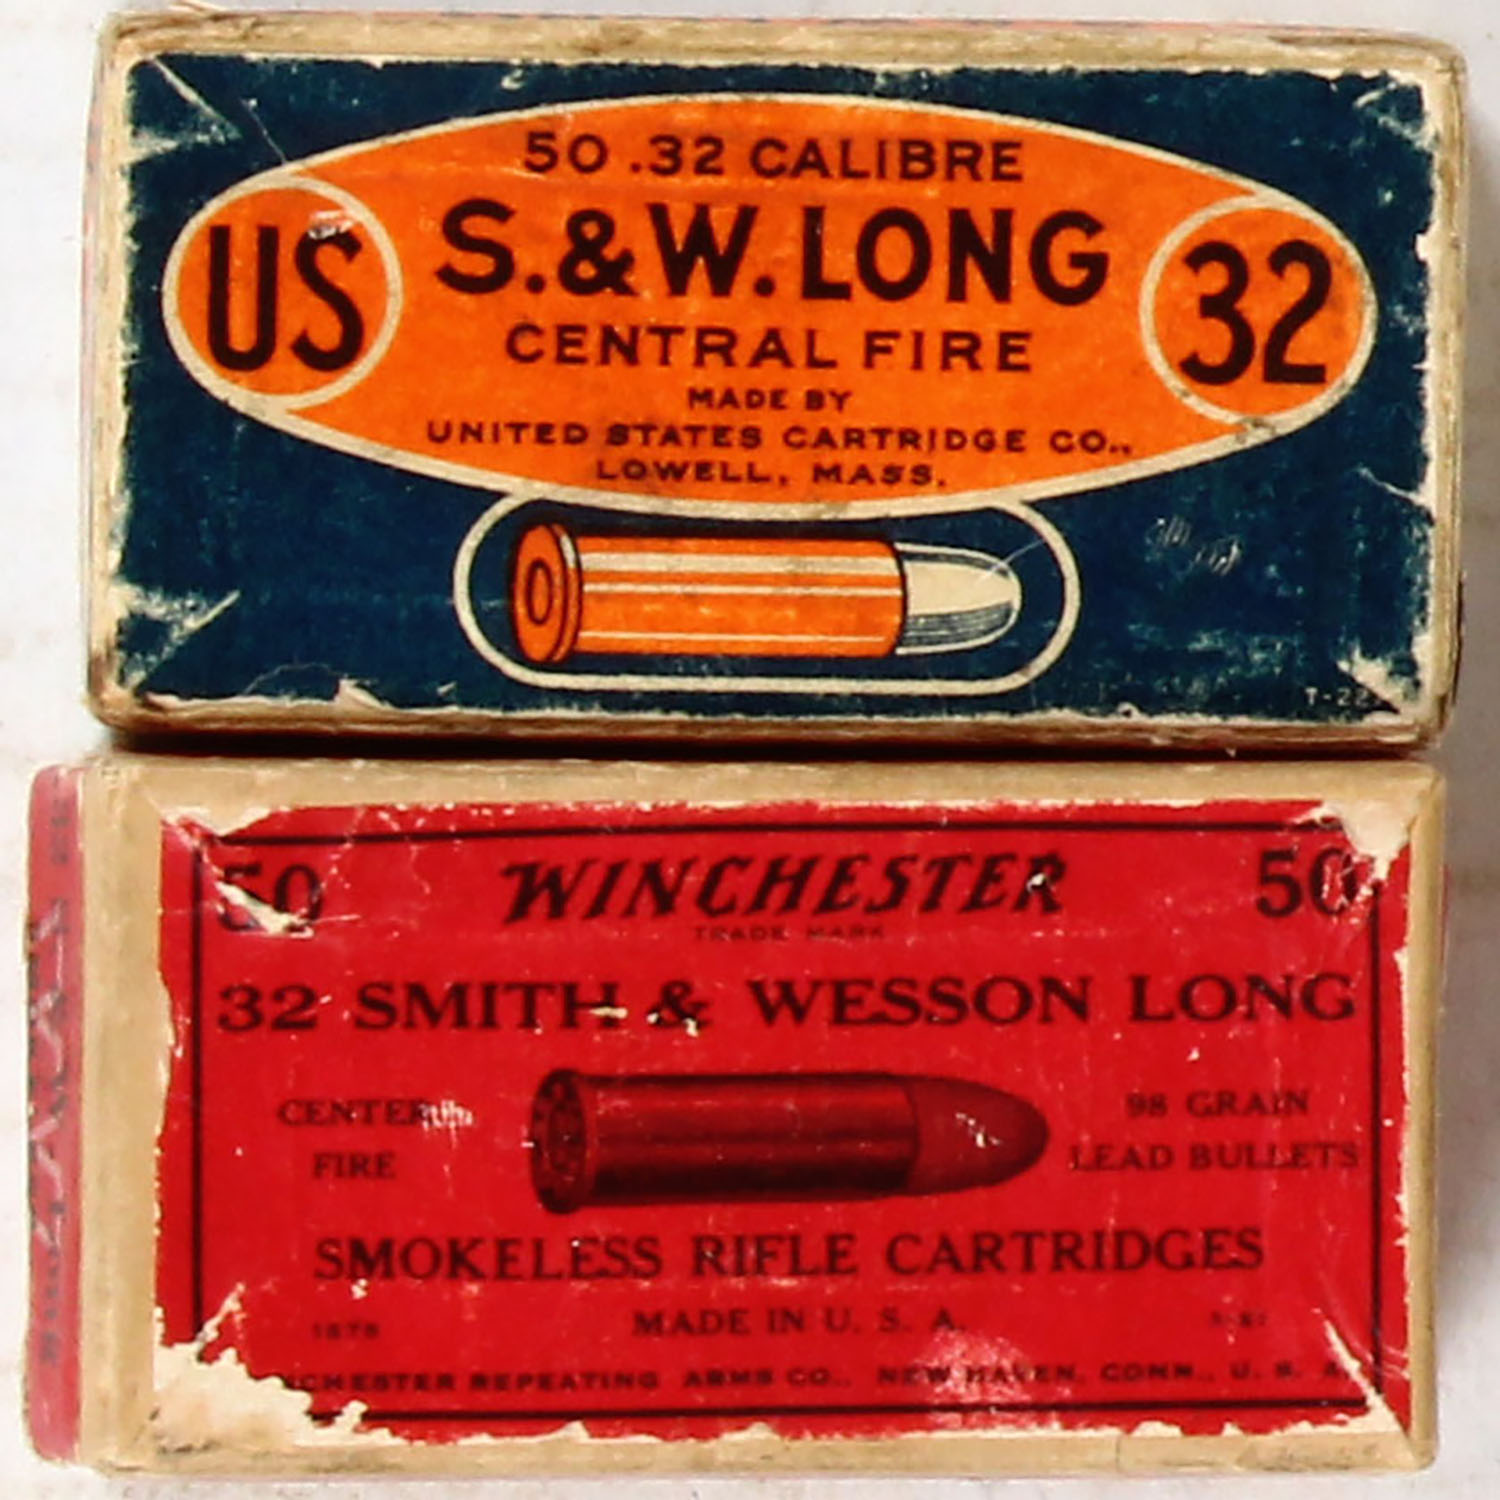 50 .32 CALIBRE
US S.&W. LONG 32
CENTRAL FIRE
MADE BY
UNITED STATES CARTRIDGE CO.,
LOWELL, MASS.
50 WINCHESTER 50
TRADE MARK
32 SMITH & WESSON LONG
CENTER 98 GRAIN
FIRE LEAD BULLETS
SMOKELESS RIFLE CARTRIDGES
MADE IN U. S. A.
REPEATING ARMS CO., NEW HAVEN, CONN., U. S. A.